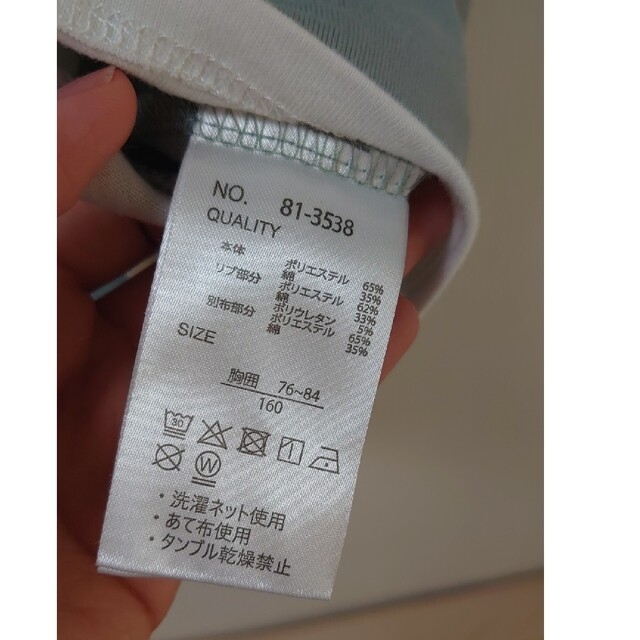 NO. 81-3538
QUALITY
本体 ポリエステル 65%
綿 35%
リブ部分 ポリエステル 62%
綿 33%
ポリウレタン 5%
別布部分 ポリエステル 65%
綿 35%
SIZE
胸囲 76~84
160
30
W
・洗濯ネット使用
・あて布使用
・タンブル乾燥禁止